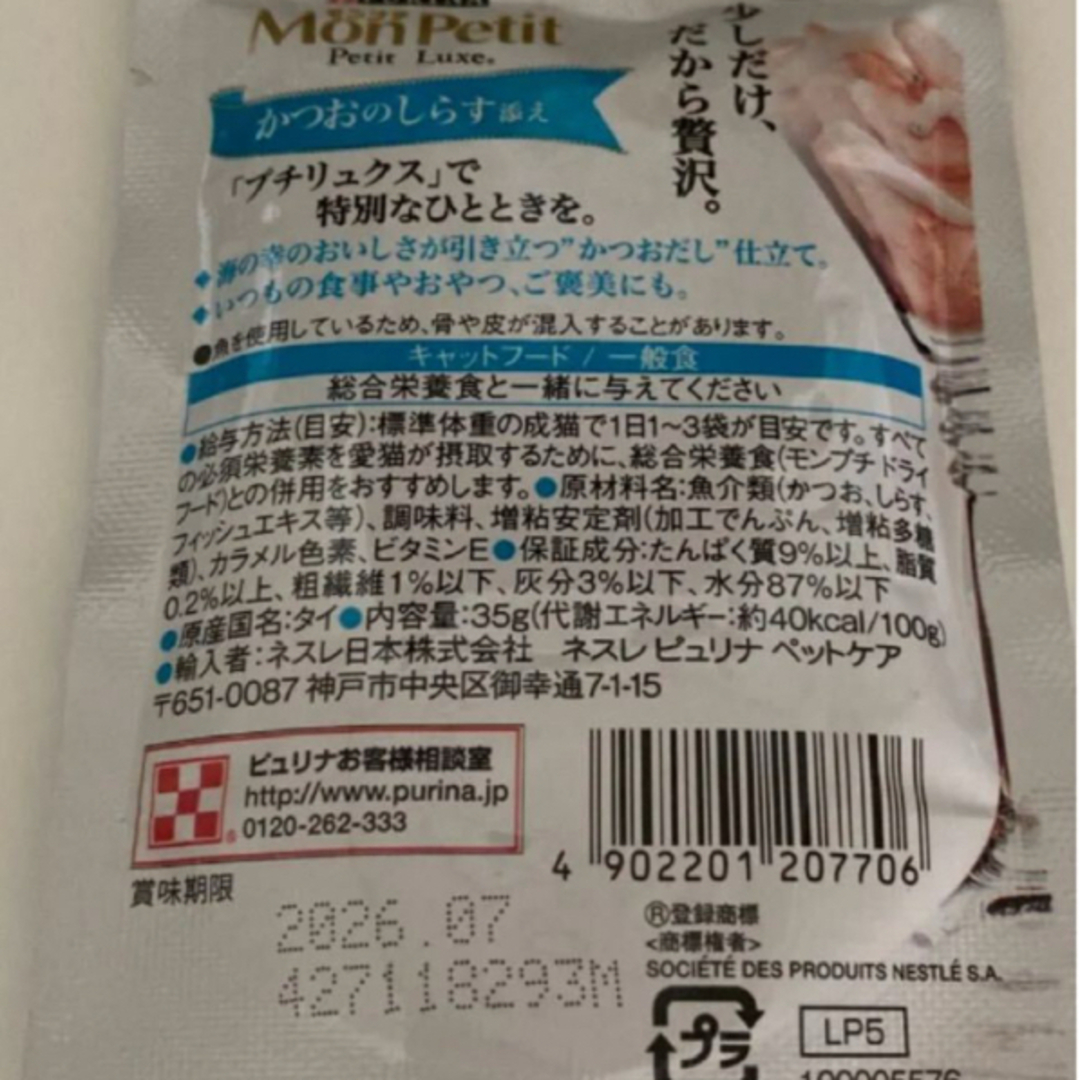 Mon Petit
Petit Luxe®
しだけ、
だから贅沢。
かつおのしらす添え
「プチリュクス」で
特別なひとときを。
◆海の幸のおいしさが引き立つ"かつおだし"仕立て。
◆いつもの食事やおやつ、ご褒美にも。
●魚を使用しているため、骨や皮が混入することがあります。
キャットフード / 一般食
総合栄養食と一緒に与えてください
●給与方法(目安):標準体重の成猫で1日1~3袋が目安です。すべて
の必須栄養素を愛猫が摂取するために、総合栄養食(モンプチ ドライ
フード)との併用をおすすめします。●原材料名:魚介類(かつお、しらす、
フィッシュエキス等)、調味料、増粘安定剤(加工でんぷん、増粘多糖
類)、カラメル色素、ビタミンE●保証成分:たんぱく質9%以上、脂質
0.2%以上、粗繊維1%以下、灰分3%以下、水分87%以下
●原産国名:タイ●内容量:35g(代謝エネルギー:約40kcal/100g)
●輸入者:ネスレ日本株式会社 ネスレ ピュリナ ペットケア
〒651-0087 神戸市中央区御幸通7-1-15
ピュリナお客様相談室
http://www.purina.jp
0120-262-333
4 902201 207706
賞味期限
2026.07
427118293M
®登録商標
<商標権者>
SOCIÉTÉ DES PRODUITS NESTLÉ S.A.
プラ
LP5